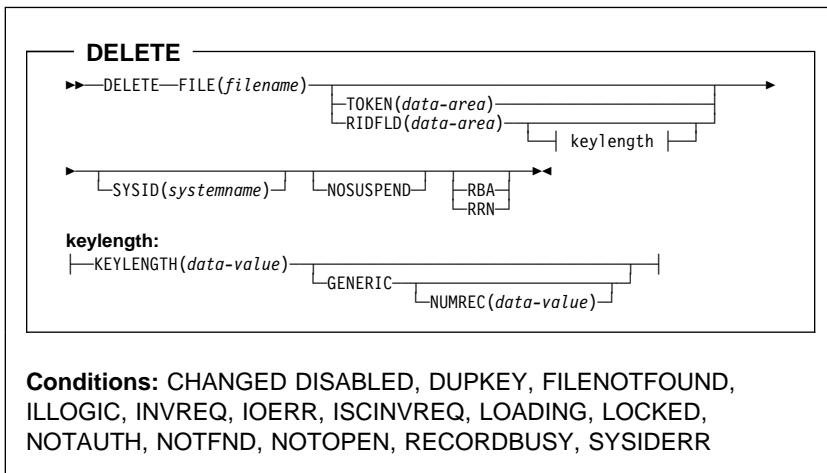 DELETE
DELETE FILE(filename)
TOKEN(data-area)
RIDFLD(data-area)
keylength
SYSID(systemname) NOSUSPEND RBA
RRN
keylength:
KEYLENGTH(data-value)
GENERIC
NUMREC(data-value)
Conditions: CHANGED DISABLED, DUPKEY, FILENOTFOUND,
ILLOGIC, INVREQ, IOERR, ISCINVREQ, LOADING, LOCKED,
NOTAUTH, NOTFND, NOTOPEN, RECORDBUSY, SYSIDERR